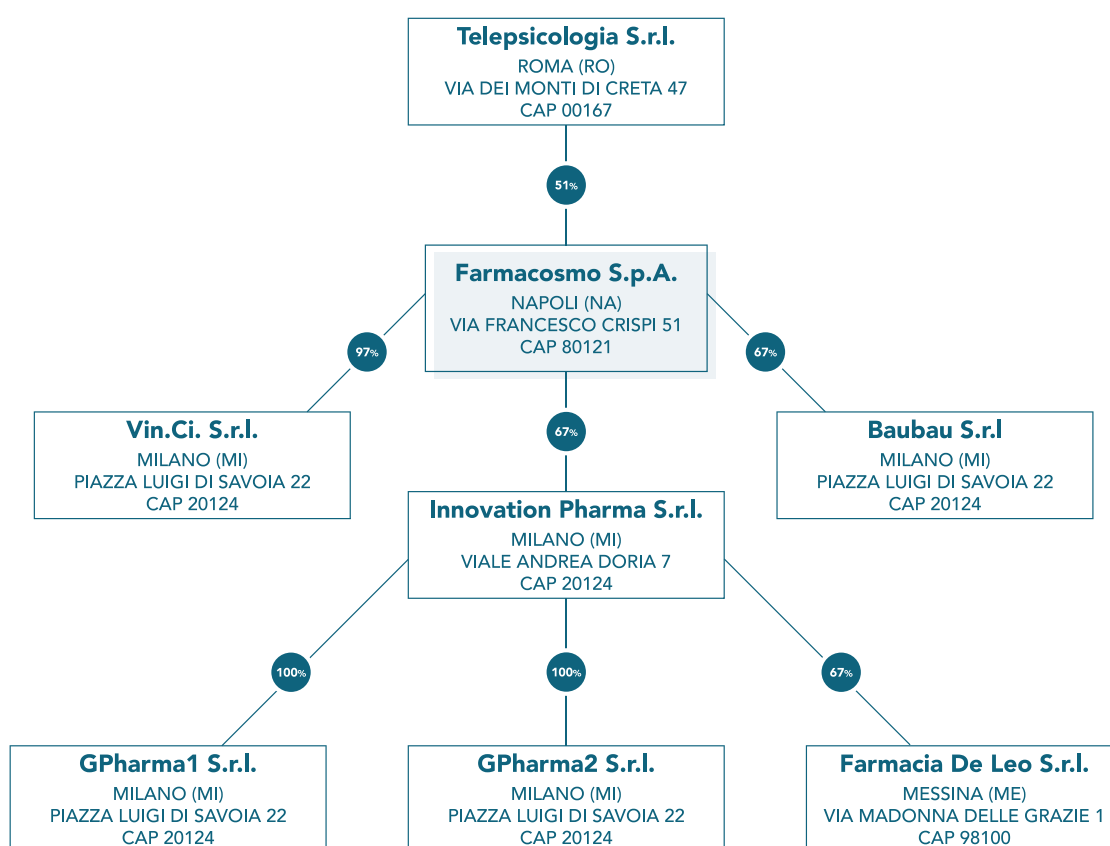 Telepsicologia S.r.l.
ROMA (RO)
VIA DEI MONTI DI CRETA 47
CAP 00167
51%
Farmacosmo S.p.A.
NAPOLI (NA)
VIA FRANCESCO CRISPI 51
CAP 80121
97%
67%
67%
Vin.Ci. S.r.l.
MILANO (MI)
PIAZZA LUIGI DI SAVOIA 22
CAP 20124
Baubau S.r.l
MILANO (MI)
PIAZZA LUIGI DI SAVOIA 22
CAP 20124
Innovation Pharma S.r.l.
MILANO (MI)
VIALE ANDREA DORIA 7
CAP 20124
100%
100%
67%
GPharma1 S.r.l.
MILANO (MI)
PIAZZA LUIGI DI SAVOIA 22
CAP 20124
GPharma2 S.r.l.
MILANO (MI)
PIAZZA LUIGI DI SAVOIA 22
CAP 20124
Farmacia De Leo S.r.l.
MESSINA (ME)
VIA MADONNA DELLE GRAZIE 1
CAP 98100